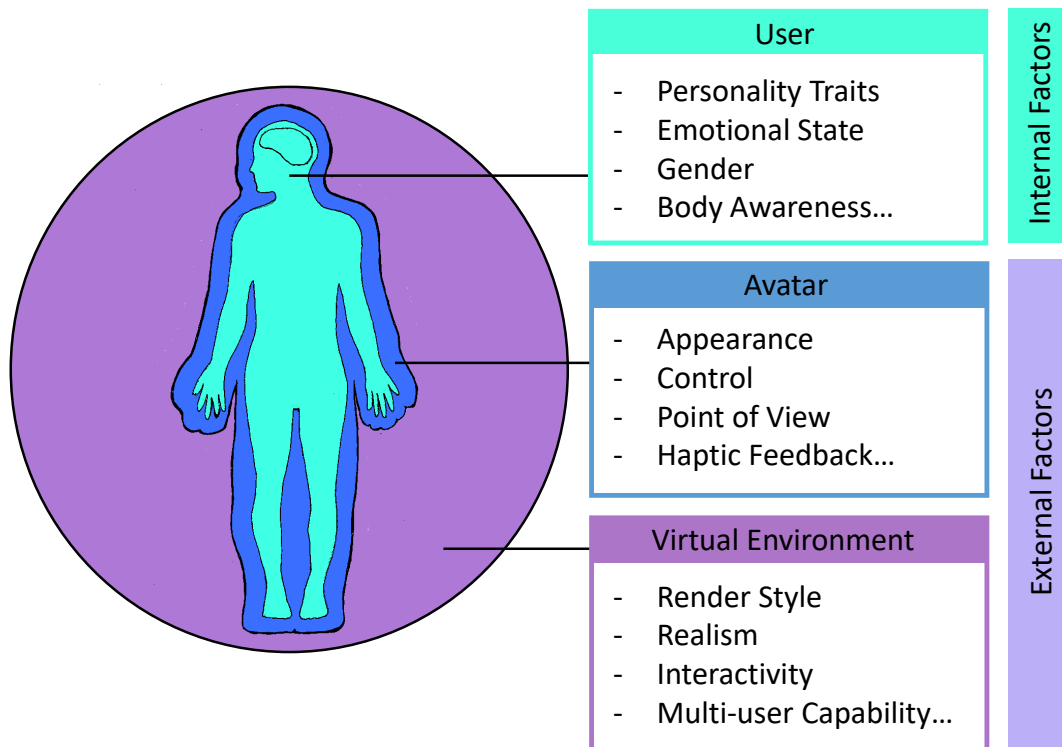 User
- Personality Traits
- Emotional State
- Gender
- Body Awareness…
Internal Factors
Avatar
- Appearance
- Control
- Point of View
- Haptic Feedback…
Virtual Environment
- Render Style
- Realism
- Interactivity
- Multi-user Capability…
External Factors